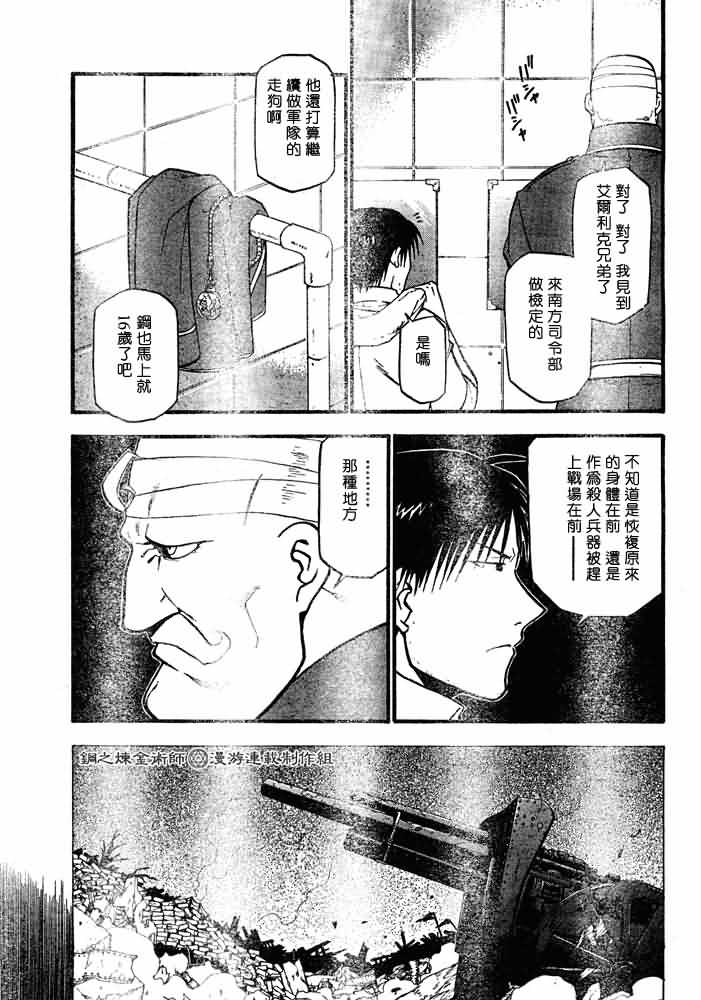 對了 對了 我見到
艾爾利克兄弟了
來南方司令部
做檢定的
是嗎
他還打算繼
續做軍隊的
走狗啊
鋼也馬上就
16歲了吧
不知道是恢複原來
的身體在前 還是
作為殺人兵器被趕
上戰場在前——
………
那種地方
鋼之煉金術師 漫游連載制作組